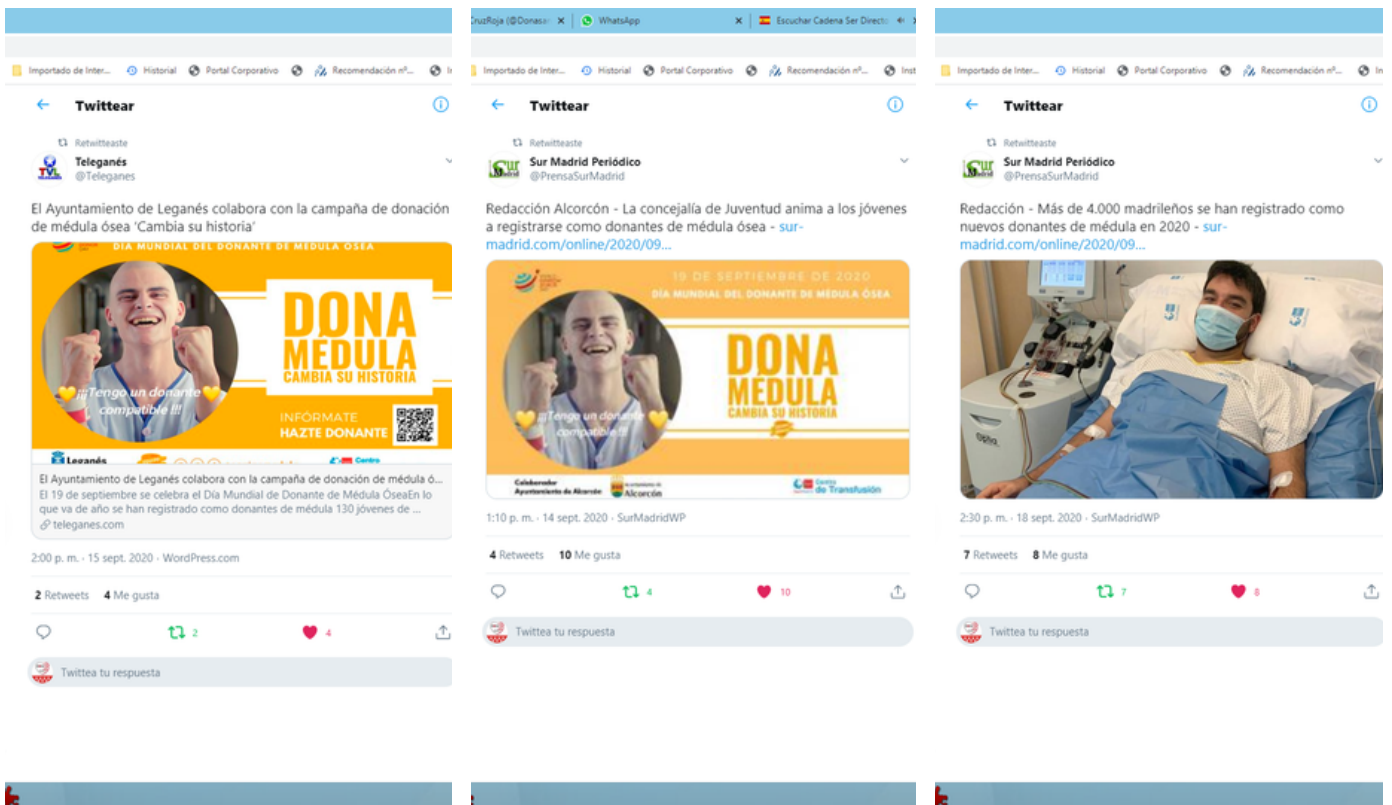 Importado de Inter...
Historial
Portal Corporativo
Recomendación nº...
Twittear
Retwitteaste
TVL
Teleganés
@Teleganes
El Ayuntamiento de Leganés colabora con la campaña de donación
de médula ósea 'Cambia su historia'
DÍA MUNDIAL DEL DONANTE DE MÉDULA ÓSEA
DONA
MÉDULA
CAMBIA SU HISTORIA
¡¡¡Tengo un donante
compatible !!!
INFÓRMATE
HAZTE DONANTE
Leganés
Centro
El Ayuntamiento de Leganés colabora con la campaña de donación de médula ó...
El 19 de septiembre se celebra el Día Mundial de Donante de Médula ÓseaEn lo
que va de año se han registrado como donantes de médula 130 jóvenes de ...
teleganes.com
2:00 p. m. · 15 sept. 2020 · WordPress.com
2 Retweets 4 Me gusta
2 4
Twittea tu respuesta
CruzRoja (@Donasa
WhatsApp
Escuchar Cadena Ser Directo
Importado de Inter...
Historial
Portal Corporativo
Recomendación nº...
Inst
Twittear
Retwitteaste
Sur
Madrid
Sur Madrid Periódico
@PrensaSurMadrid
Redacción Alcorcón - La concejalía de Juventud anima a los jóvenes
a registrarse como donantes de médula ósea - sur-
madrid.com/online/2020/09...
19 DE SEPTIEMBRE DE 2020
DÍA MUNDIAL DEL DONANTE DE MÉDULA ÓSEA
DONA
MÉDULA
CAMBIA SU HISTORIA
¡¡¡Tengo un donante
compatible !!!
Colaborador
Ayuntamiento de Alcorcón
Alcorcón
Centro
de Transfusión
1:10 p. m. · 14 sept. 2020 · SurMadridWP
4 Retweets 10 Me gusta
4 10
Twittea tu respuesta
Importado de Inter...
Historial
Portal Corporativo
Recomendación nº...
Twittear
Retwitteaste
Sur
Madrid
Sur Madrid Periódico
@PrensaSurMadrid
Redacción - Más de 4.000 madrileños se han registrado como
nuevos donantes de médula en 2020 - sur-
madrid.com/online/2020/09...
2:30 p. m. · 18 sept. 2020 · SurMadridWP
7 Retweets 8 Me gusta
7 8
Twittea tu respuesta